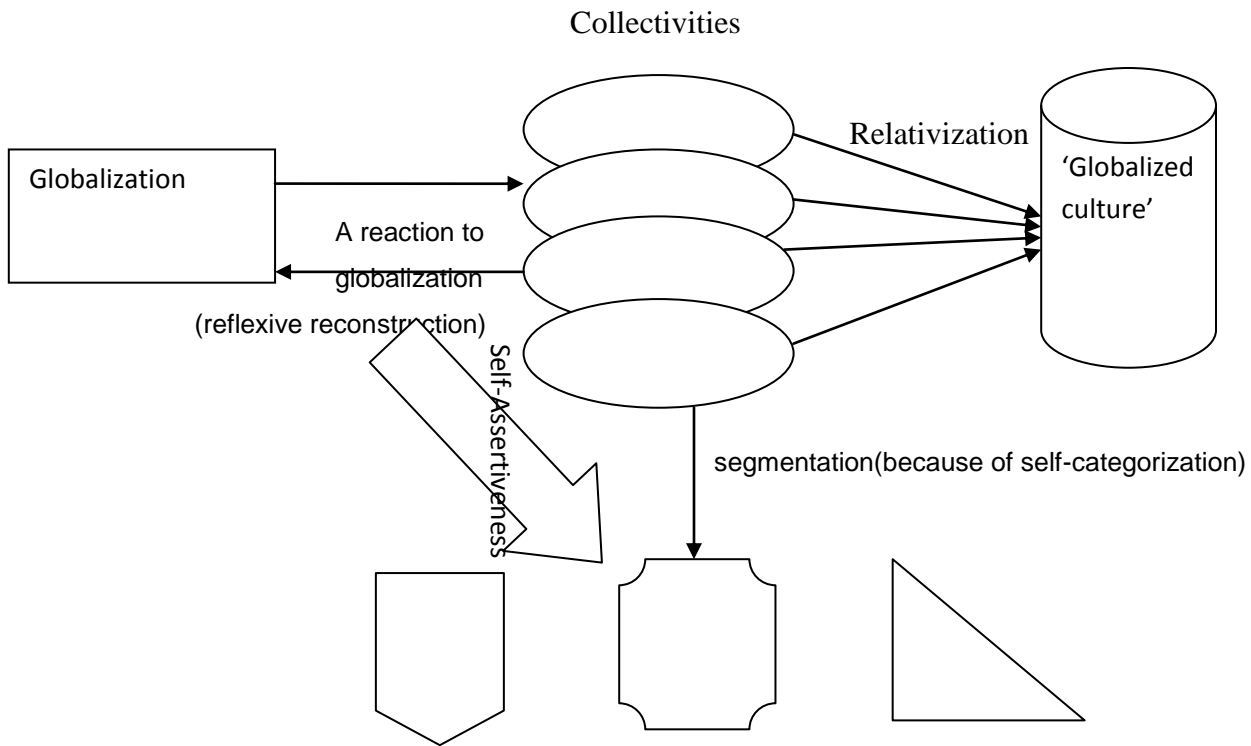 Collectivities
Relativization
Globalization
‘Globalized
culture’
A reaction to
globalization
(reflexive reconstruction)
Self-Assertiveness
segmentation(because of self-categorization)